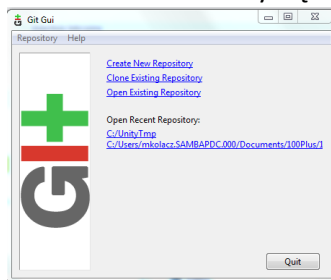 Git Gui
Repository Help
Create New Repository
Clone Existing Repository
Open Existing Repository
Open Recent Repository:
C:/UnityTmp
C:/Users/mkolacz.SAMBAPDC.000/Documents/100Plus/1
GIt
Quit